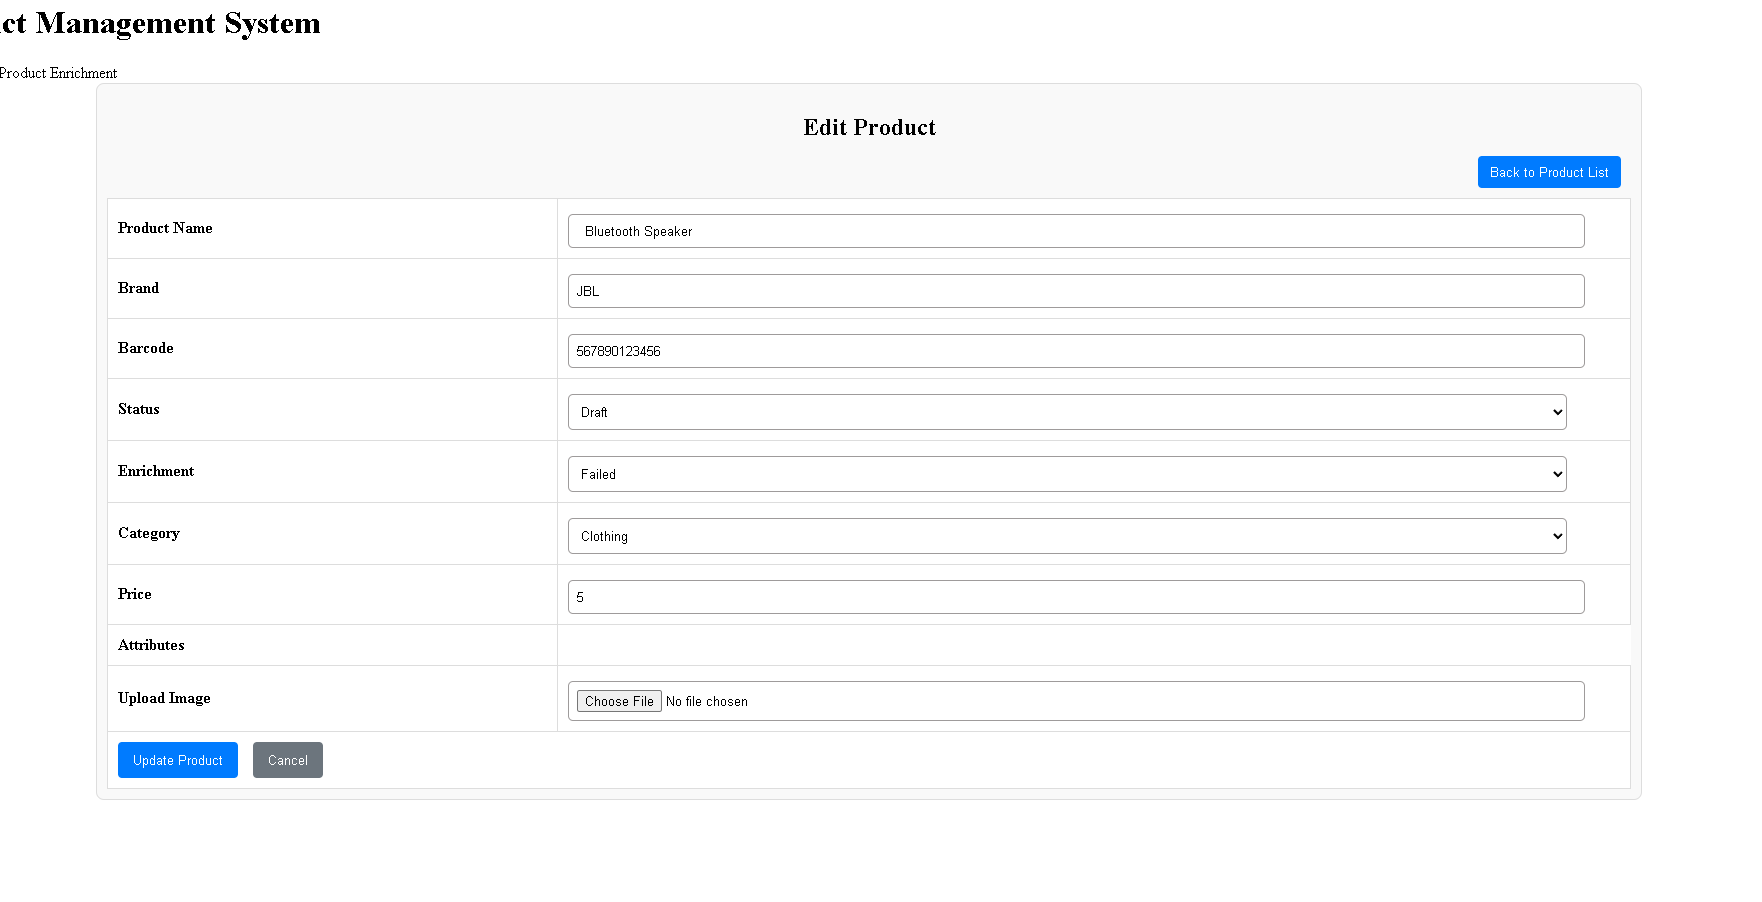 ct Management System
Product Enrichment
Edit Product
Back to Product List
Product Name Bluetooth Speaker
Brand JBL
Barcode 567890123456
Status Draft
Enrichment Failed
Category Clothing
Price 5
Attributes
Upload Image Choose File No file chosen
Update Product Cancel